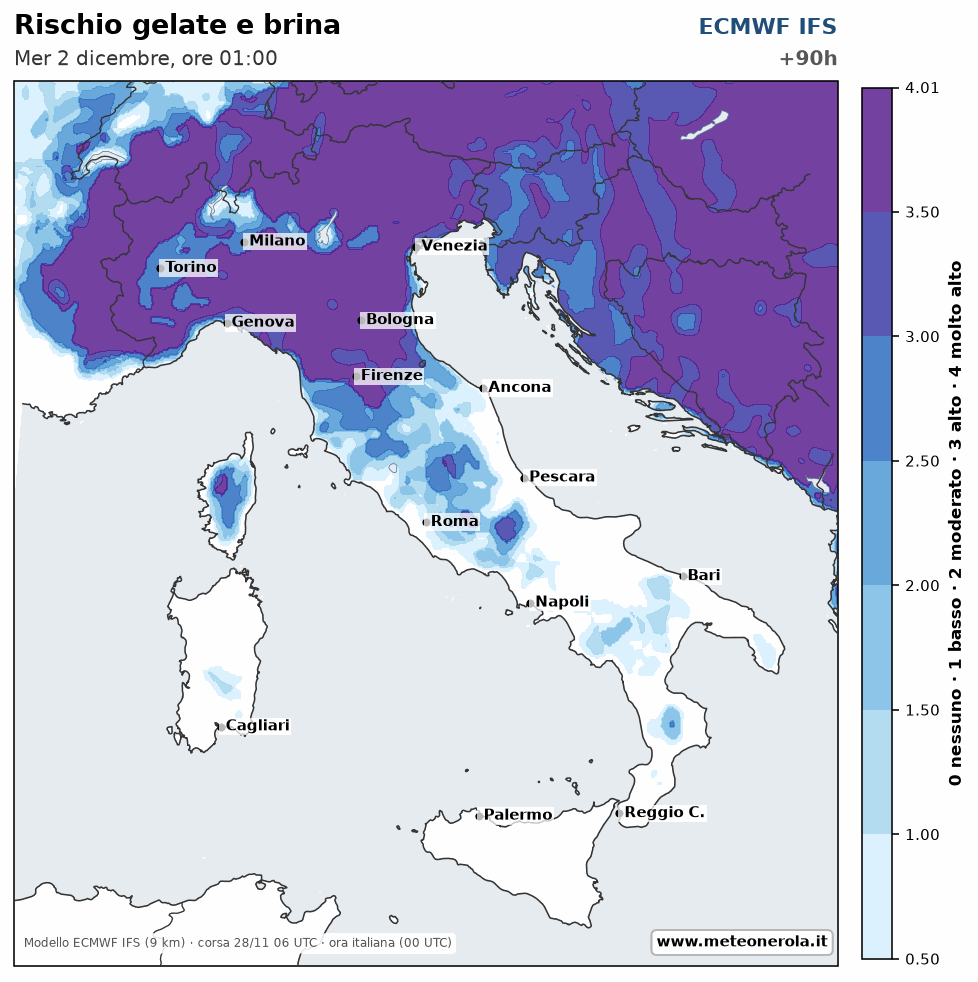 Rischio gelate e brina
ECMWF IFS
Mer 2 dicembre, ore 01:00
+90h
4.01
3.50
3.00
2.50
2.00
1.50
1.00
0.50
0 nessuno · 1 basso · 2 moderato · 3 alto · 4 molto alto
Milano
Venezia
Torino
Genova
Bologna
Firenze
Ancona
Pescara
Roma
Bari
Napoli
Cagliari
Palermo
Reggio C.
Modello ECMWF IFS (9 km) · corsa 28/11 06 UTC · ora italiana (00 UTC)
www.meteonerola.it